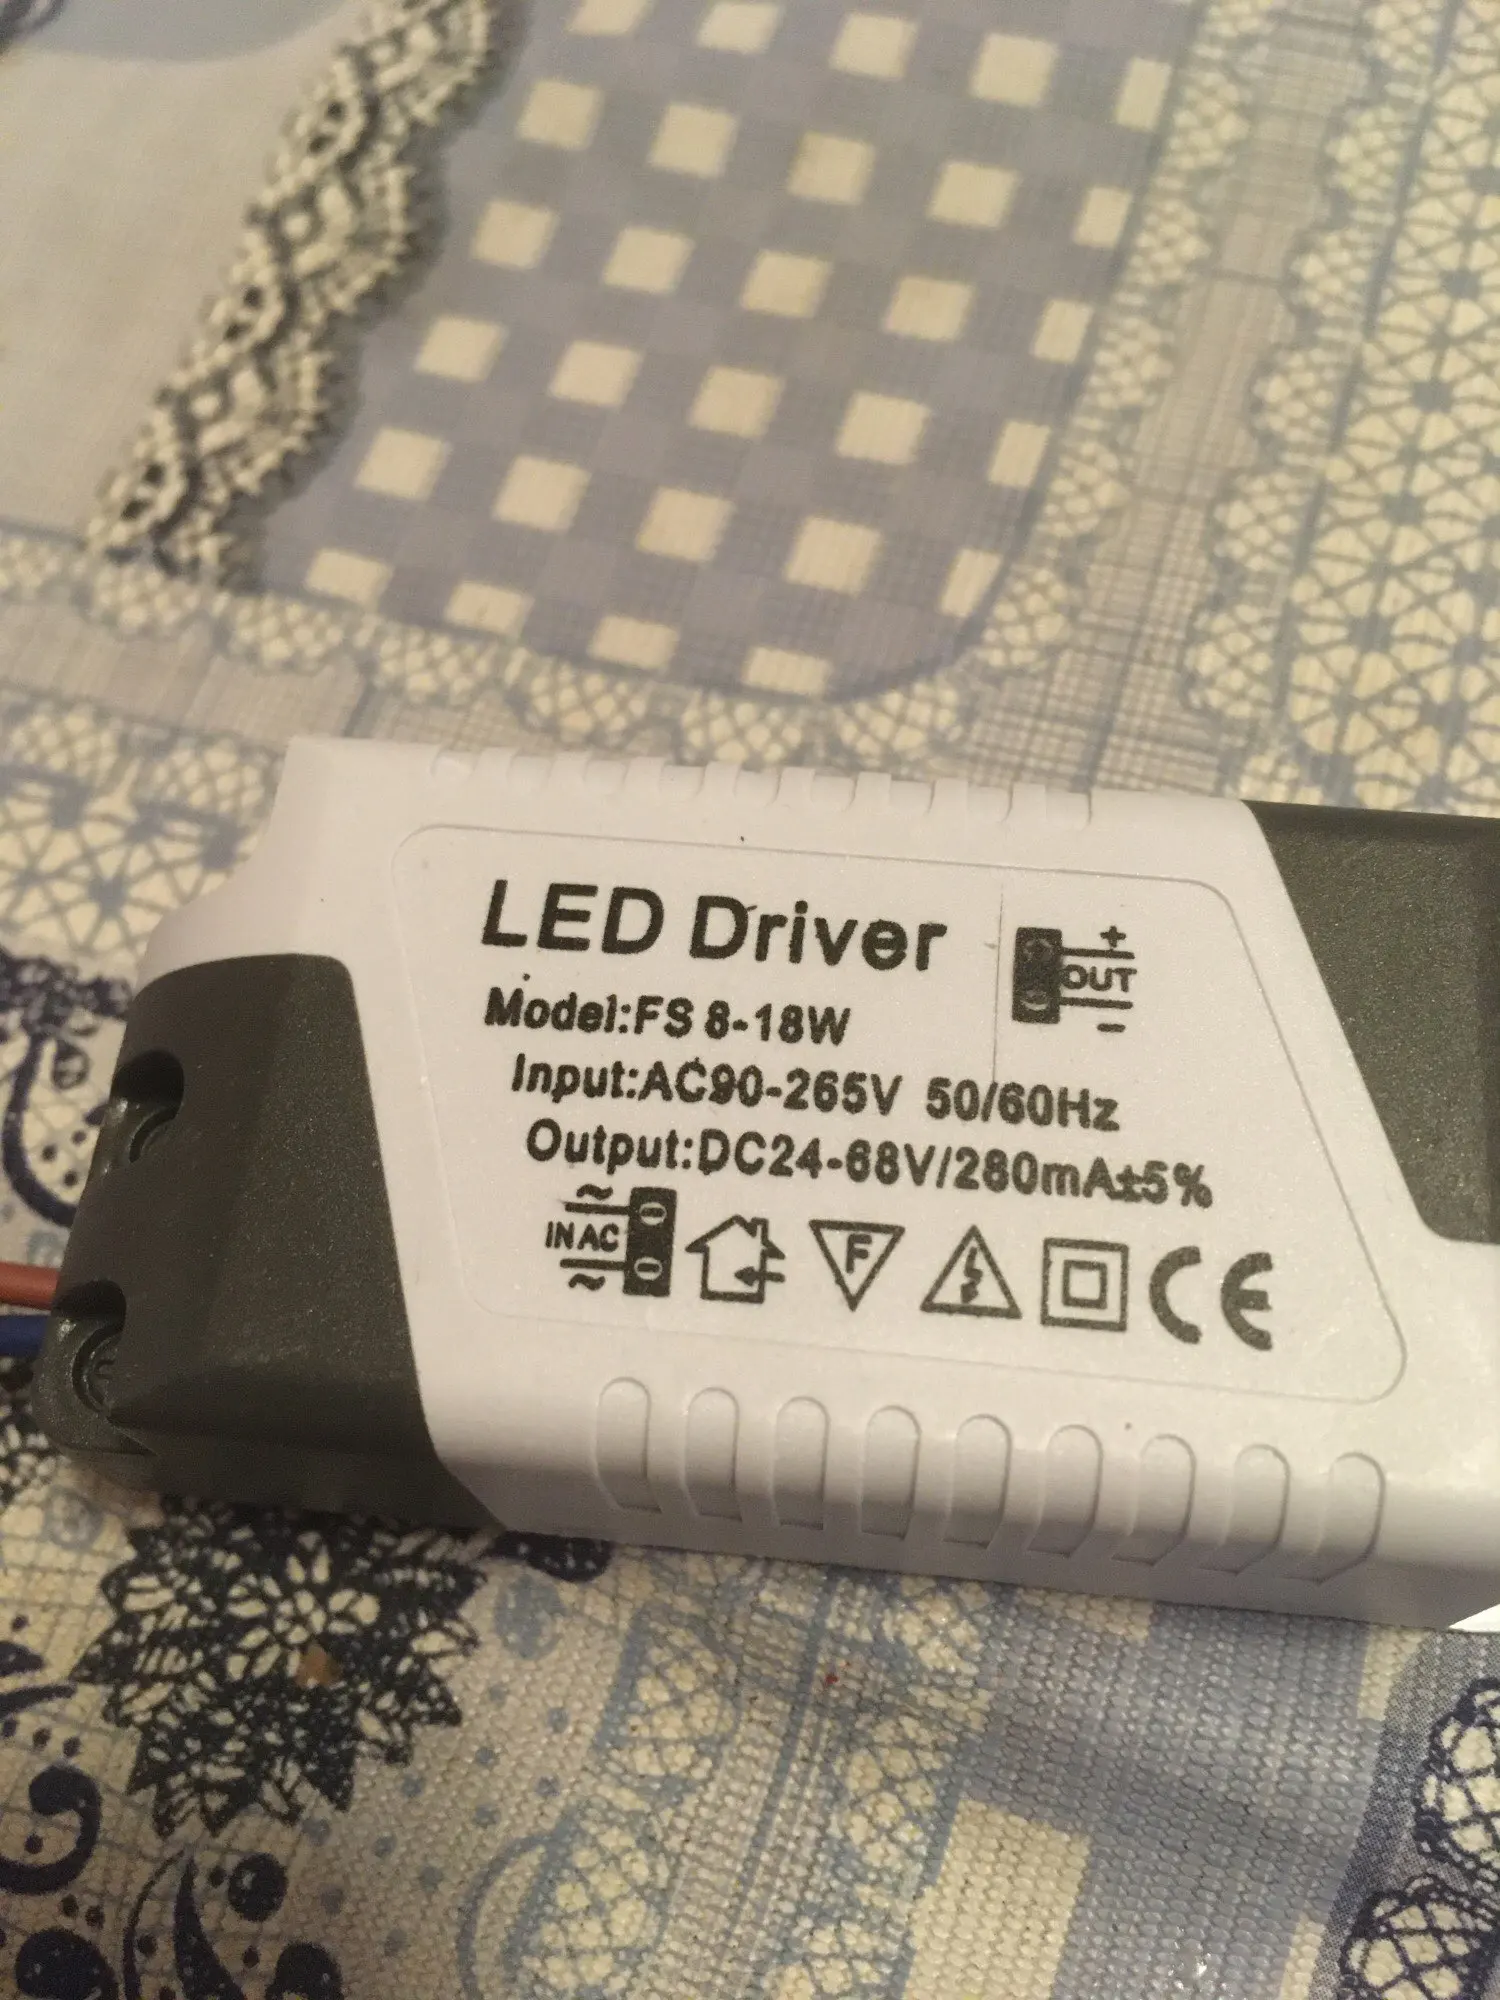 LED Driver
+
OUT
-
Model:FS 8-18W
Input:AC90-265V 50/60Hz
Output:DC24-68V/280mA±5%
~
IN AC
~
F
CE